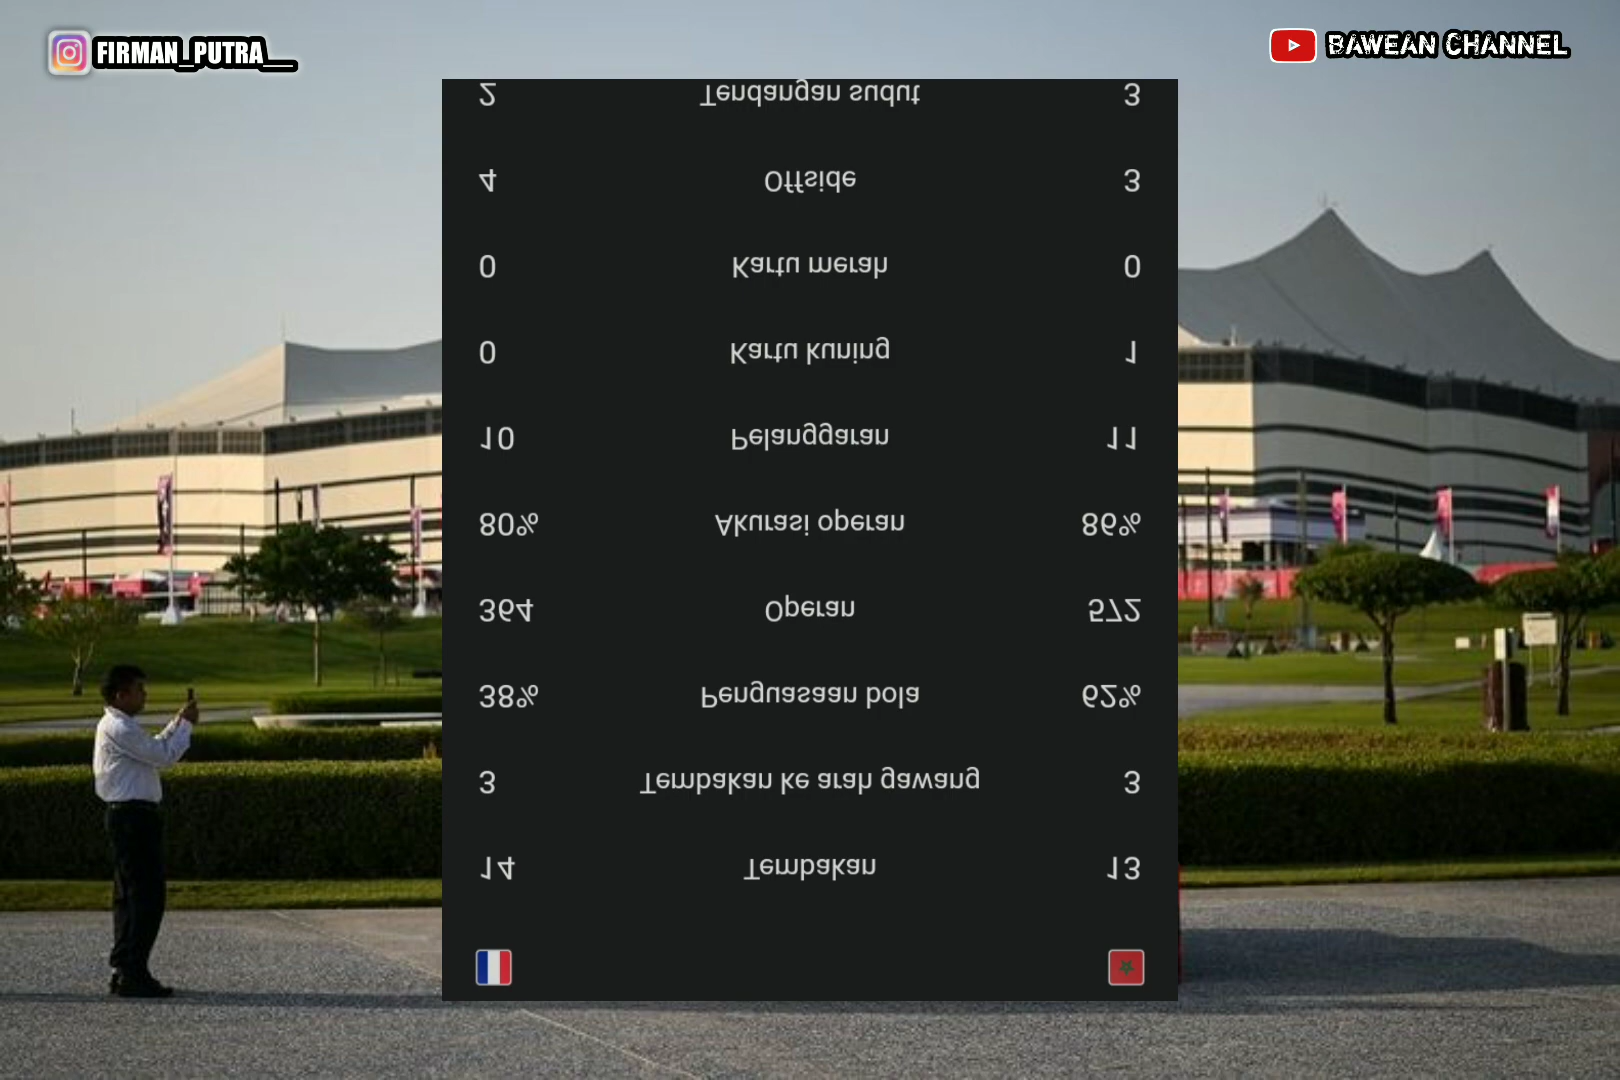 FIRMAN_PUTRA__
BAWEAN CHANNEL
2 Tendangan sudut 3
4 Offside 3
0 Kartu merah 0
0 Kartu kuning 1
10 Pelanggaran 11
80% Akurasi operan 86%
364 Operan 572
38% Penguasaan bola 62%
3 Tembakan ke arah gawang 3
14 Tembakan 13